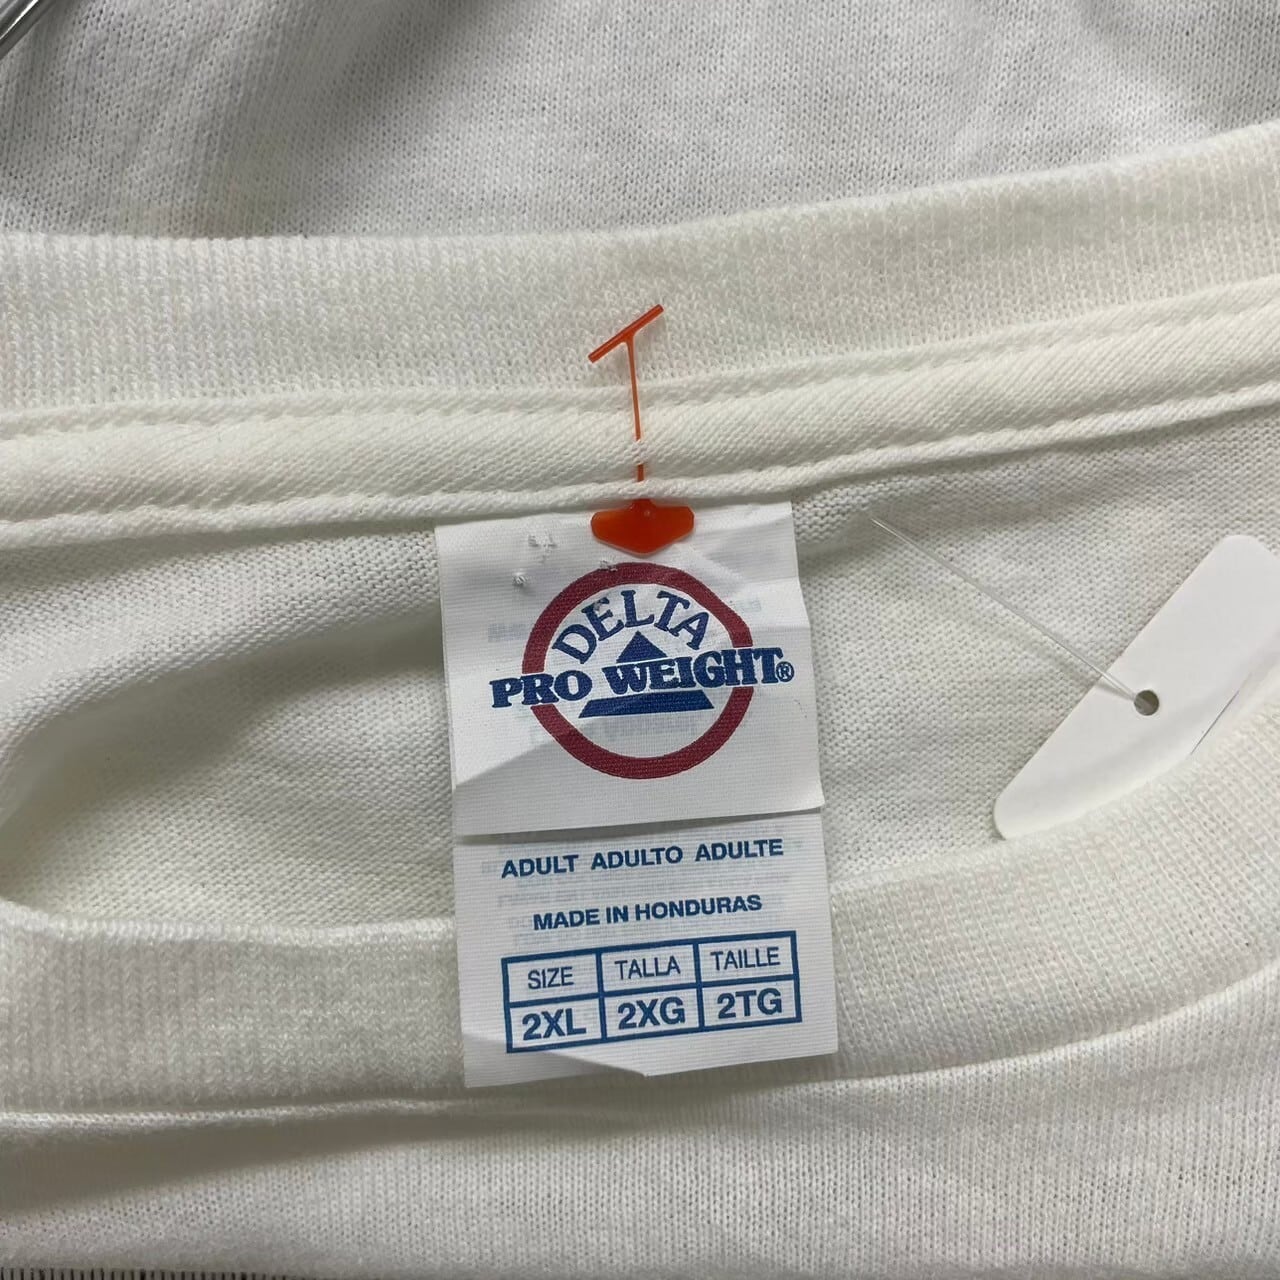 DELTA
PRO WEIGHT®
ADULT ADULTO ADULTE
MADE IN HONDURAS
SIZE TALLA TAILLE
2XL 2XG 2TG